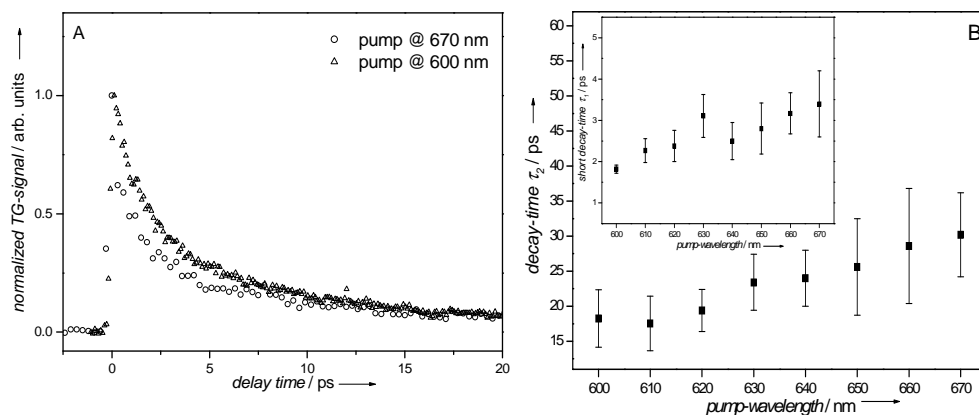 A
pump @ 670 nm
pump @ 600 nm
normalized TG-signal / arb. units
1.0
0.5
0.0
0 5 10 15 20
delay time / ps
B
decay-time τ2 / ps
60
55
50
45
40
35
30
25
20
15
600 610 620 630 640 650 660 670
pump-wavelength / nm
short decay-time τ1 / ps
5
4
3
2
1
600 610 620 630 640 650 660 670
pump-wavelength / nm